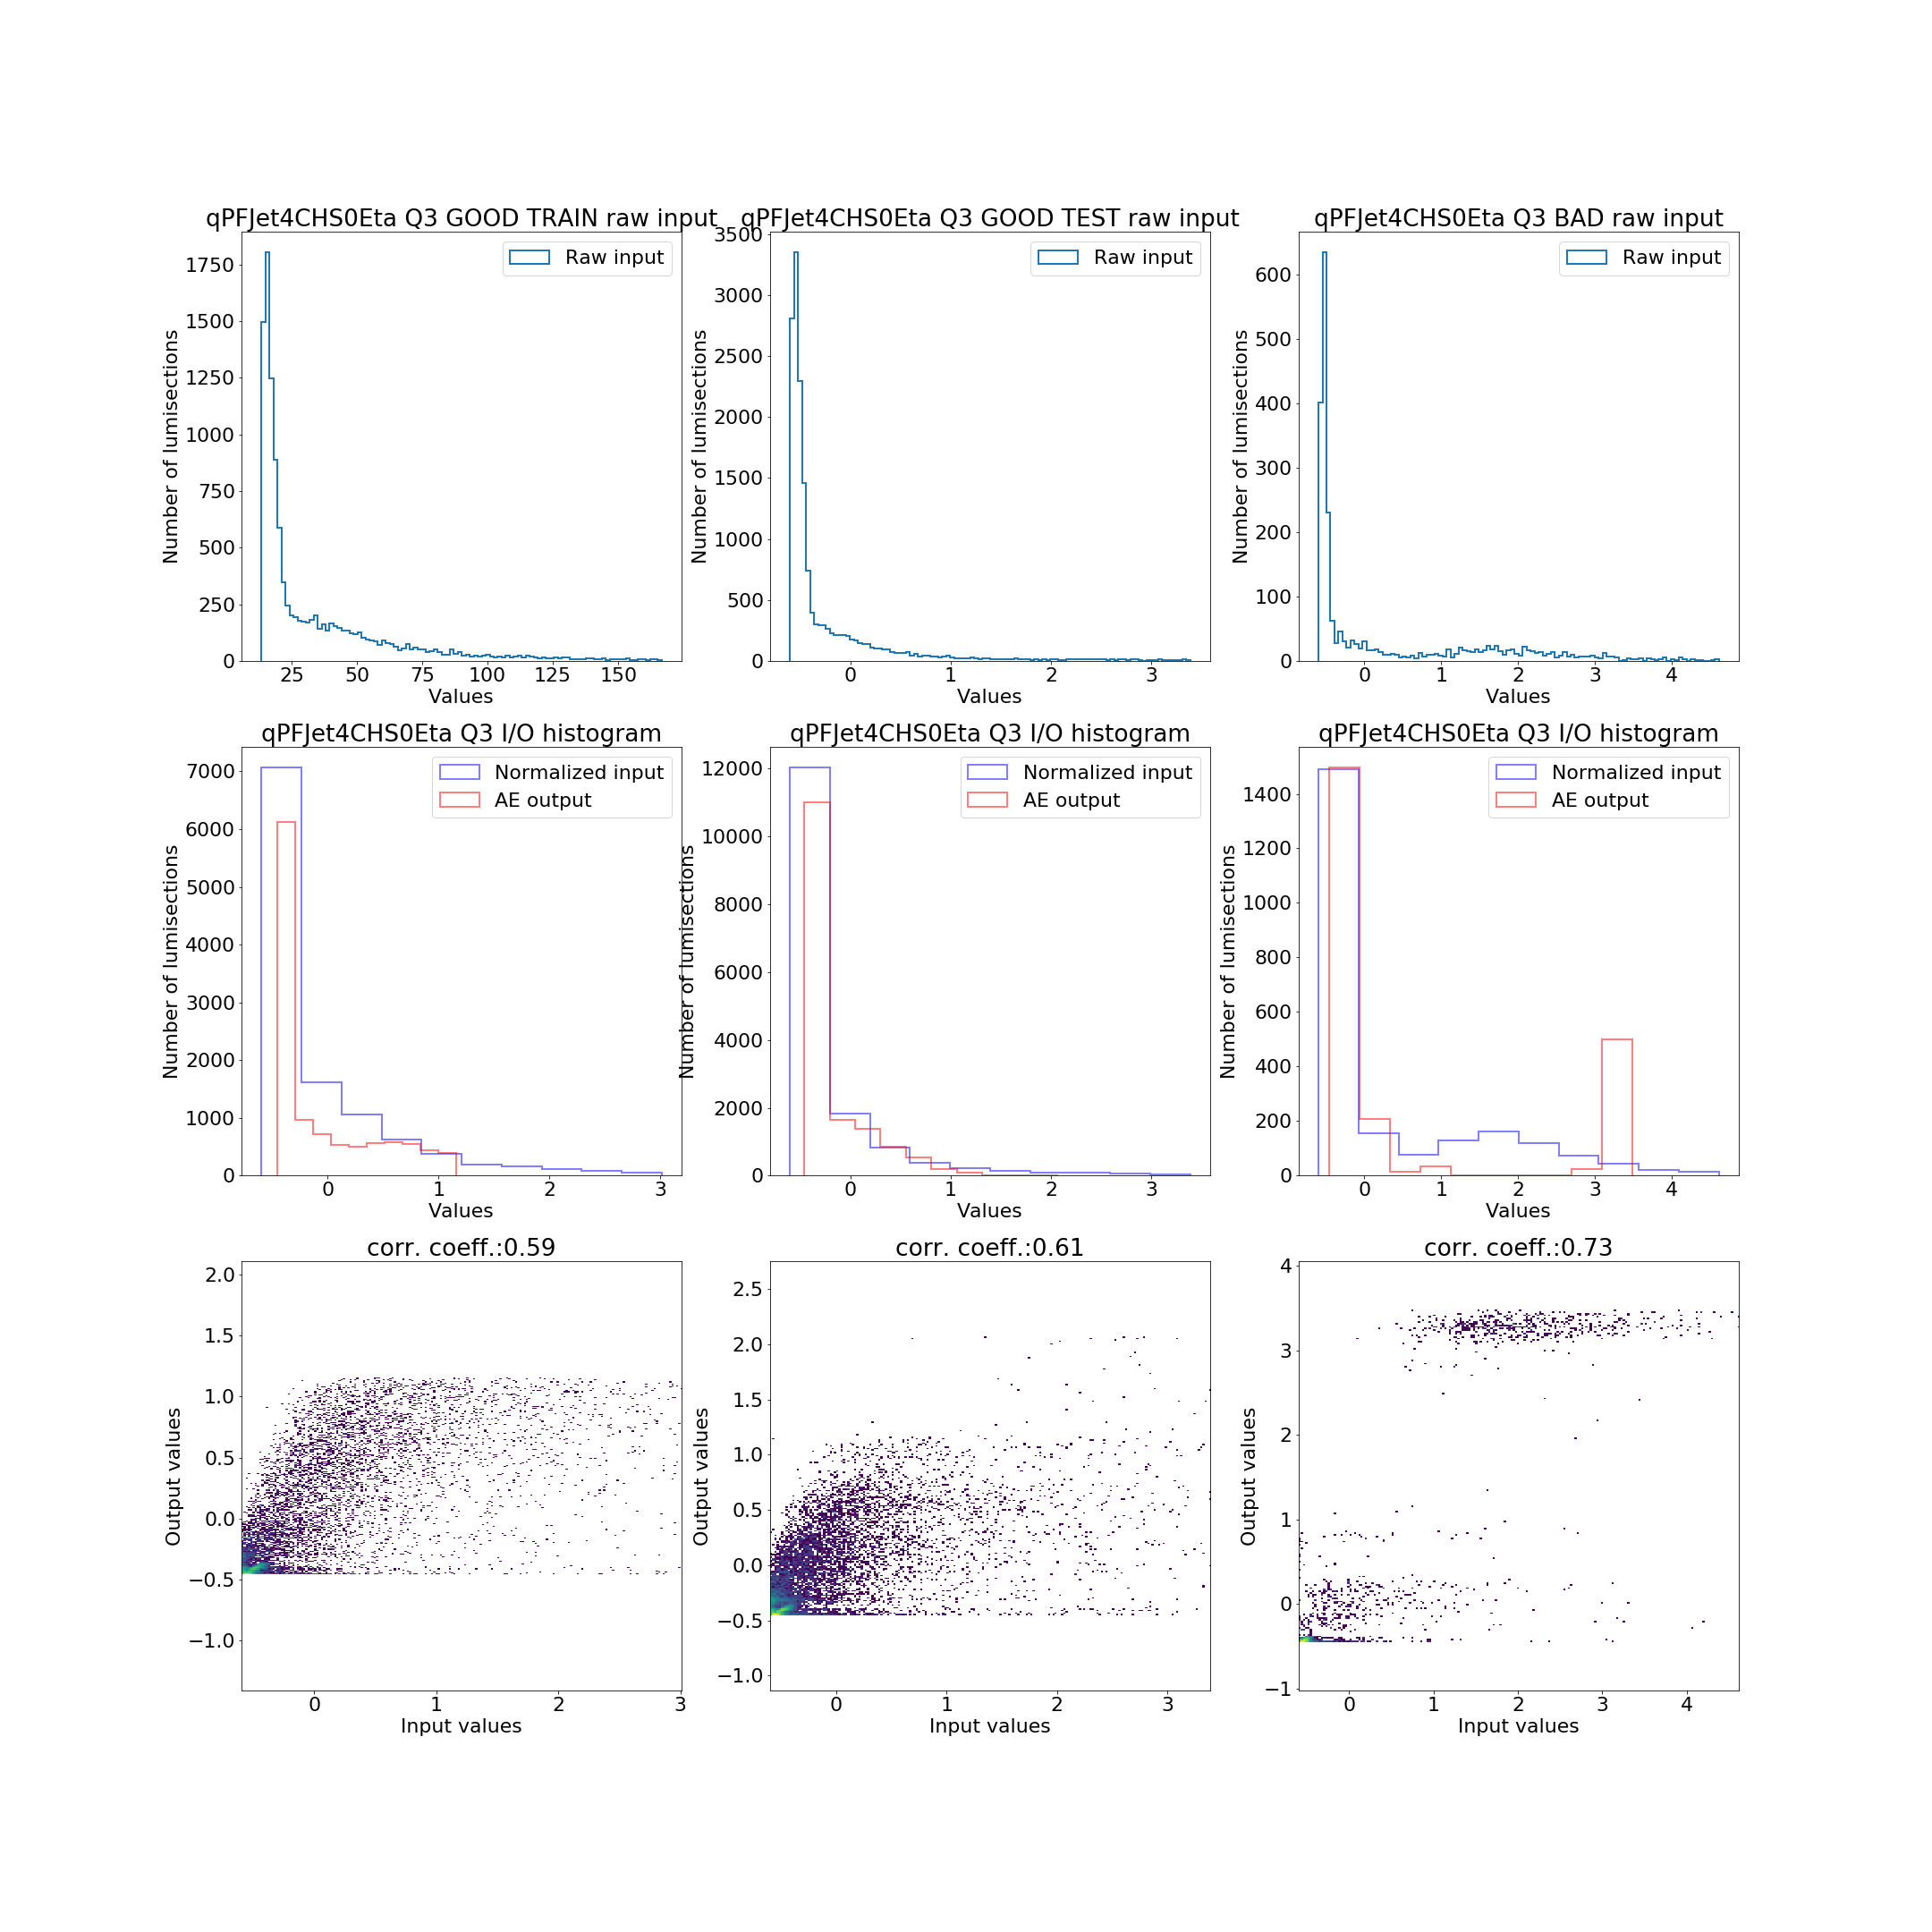 qPFJet4CHS0Eta Q3 GOOD TRAIN raw input
Number of lumisections
1750
1500
1250
1000
750
500
250
0
Raw input
25 50 75 100 125 150
Values
qPFJet4CHS0Eta Q3 GOOD TEST raw input
Number of lumisections
3500
3000
2500
2000
1500
1000
500
0
Raw input
0 1 2 3
Values
qPFJet4CHS0Eta Q3 BAD raw input
Number of lumisections
600
500
400
300
200
100
0
Raw input
0 1 2 3 4
Values
qPFJet4CHS0Eta Q3 I/O histogram
Number of lumisections
7000
6000
5000
4000
3000
2000
1000
0
Normalized input
AE output
0 1 2 3
Values
qPFJet4CHS0Eta Q3 I/O histogram
Number of lumisections
12000
10000
8000
6000
4000
2000
0
Normalized input
AE output
0 1 2 3
Values
qPFJet4CHS0Eta Q3 I/O histogram
Number of lumisections
1400
1200
1000
800
600
400
200
0
Normalized input
AE output
0 1 2 3 4
Values
corr. coeff.:0.59
Output values
2.0
1.5
1.0
0.5
0.0
−0.5
−1.0
0 1 2 3
Input values
corr. coeff.:0.61
Output values
2.5
2.0
1.5
1.0
0.5
0.0
−0.5
−1.0
0 1 2 3
Input values
corr. coeff.:0.73
Output values
4
3
2
1
0
−1
0 1 2 3 4
Input values